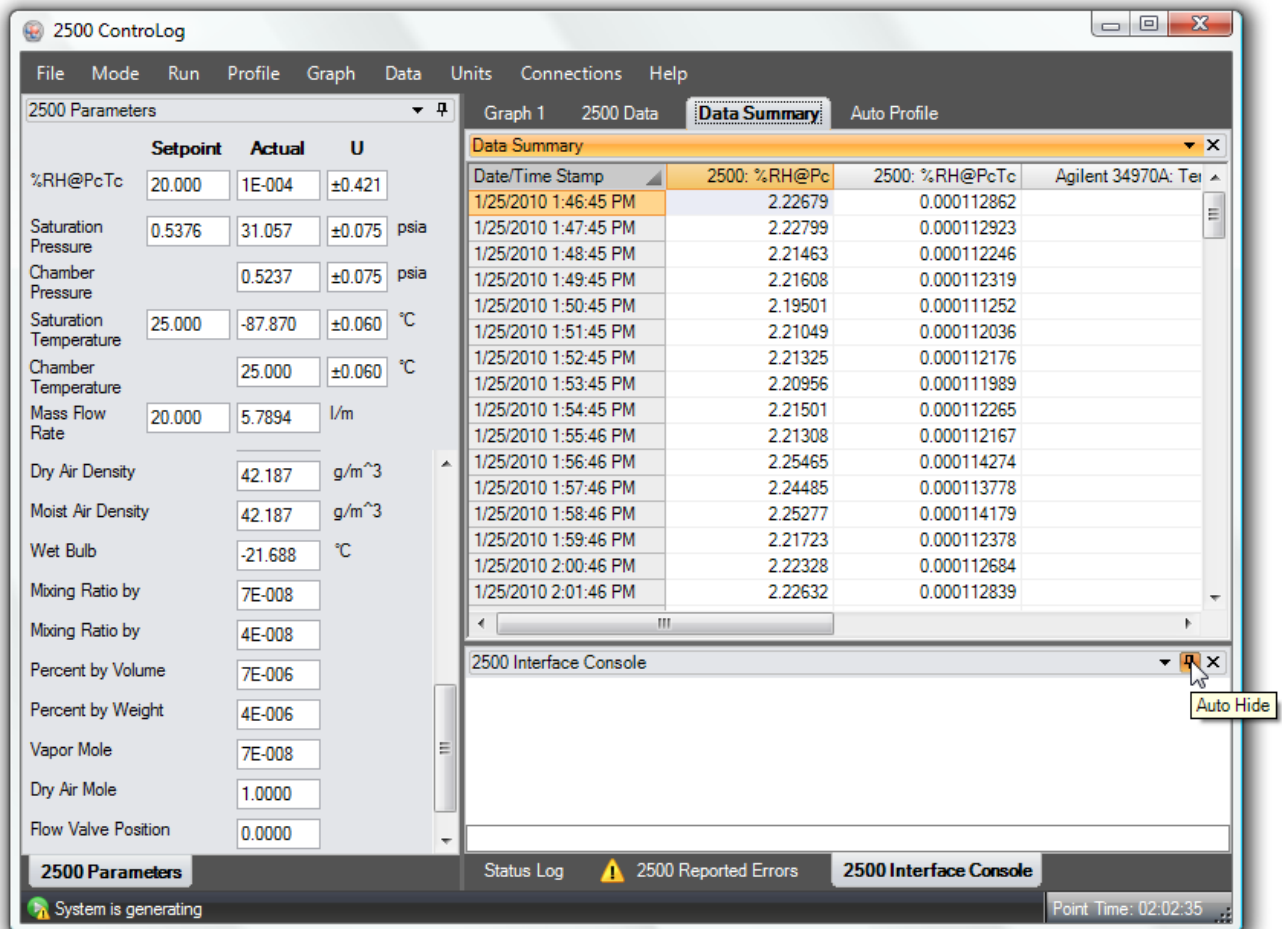 2500 ControLog
File Mode Run Profile Graph Data Units Connections Help
2500 Parameters
Setpoint Actual U
%RH@PcTc 20.000 1E-004 ±0.421
Saturation Pressure 0.5376 31.057 ±0.075 psia
Chamber Pressure 0.5237 ±0.075 psia
Saturation Temperature 25.000 -87.870 ±0.060 °C
Chamber Temperature 25.000 ±0.060 °C
Mass Flow Rate 20.000 5.7894 l/m
Dry Air Density 42.187 g/m^3
Moist Air Density 42.187 g/m^3
Wet Bulb -21.688 °C
Mixing Ratio by 7E-008
Mixing Ratio by 4E-008
Percent by Volume 7E-006
Percent by Weight 4E-006
Vapor Mole 7E-008
Dry Air Mole 1.0000
Flow Valve Position 0.0000
2500 Parameters
Graph 1 2500 Data Data Summary Auto Profile
Data Summary
Date/Time Stamp 2500: %RH@Pc 2500: %RH@PcTc Agilent 34970A: Ter
1/25/2010 1:46:45 PM 2.22679 0.000112862
1/25/2010 1:47:45 PM 2.22799 0.000112923
1/25/2010 1:48:45 PM 2.21463 0.000112246
1/25/2010 1:49:45 PM 2.21608 0.000112319
1/25/2010 1:50:45 PM 2.19501 0.000111252
1/25/2010 1:51:45 PM 2.21049 0.000112036
1/25/2010 1:52:45 PM 2.21325 0.000112176
1/25/2010 1:53:45 PM 2.20956 0.000111989
1/25/2010 1:54:45 PM 2.21501 0.000112265
1/25/2010 1:55:46 PM 2.21308 0.000112167
1/25/2010 1:56:46 PM 2.25465 0.000114274
1/25/2010 1:57:46 PM 2.24485 0.000113778
1/25/2010 1:58:46 PM 2.25277 0.000114179
1/25/2010 1:59:46 PM 2.21723 0.000112378
1/25/2010 2:00:46 PM 2.22328 0.000112684
1/25/2010 2:01:46 PM 2.22632 0.000112839
2500 Interface Console
Auto Hide
Status Log 2500 Reported Errors 2500 Interface Console
System is generating Point Time: 02:02:35